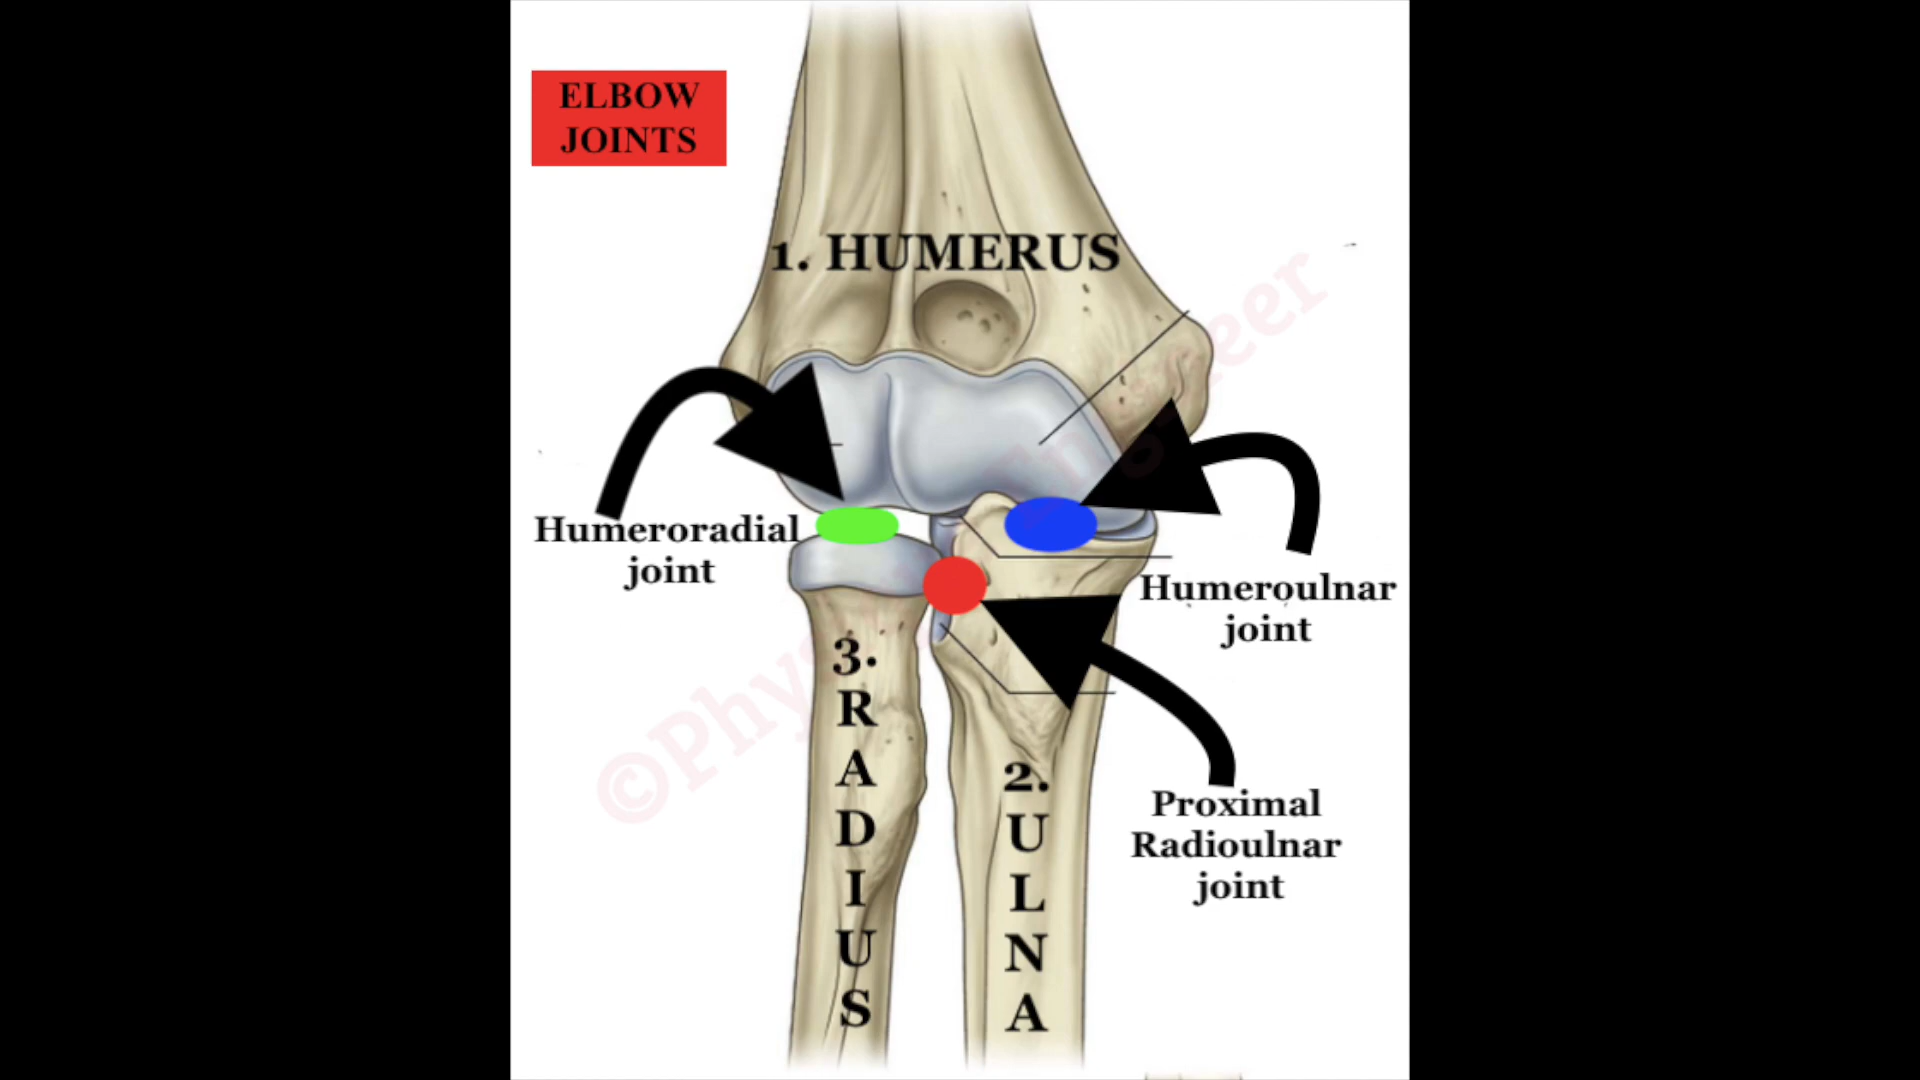 ELBOW
JOINTS
1. HUMERUS
Humeroradial
joint
Humeroulnar
joint
3.
R
A
D
I
U
S
2.
U
L
N
A
Proximal
Radioulnar
joint